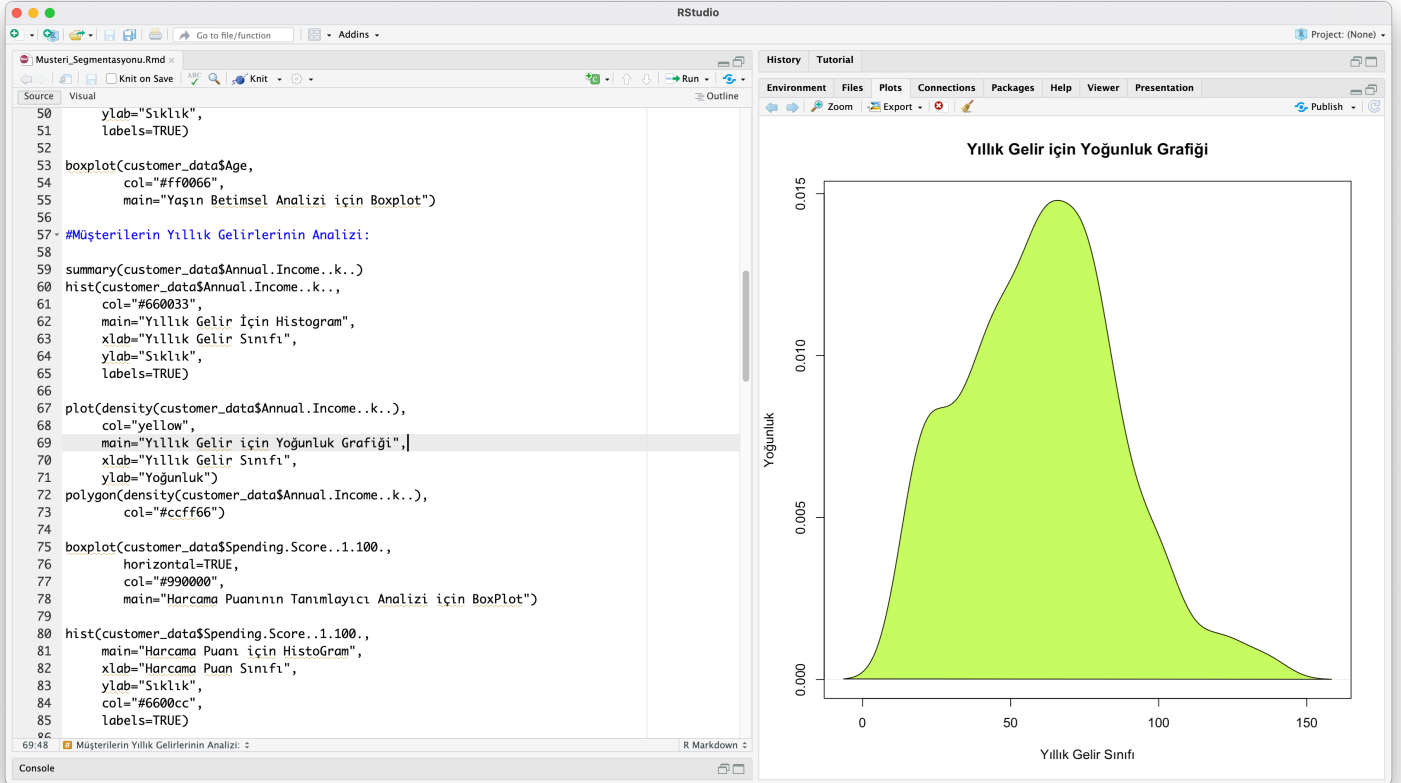 RStudio
Go to file/function
Addins
Project: (None)
Musteri_Segmentasyonu.Rmd
Knit on Save
ABC
Knit
Run
Source
Visual
Outline
50 ylab="Sıklık",
51 labels=TRUE)
52
53 boxplot(customer_data$Age,
54 col="#ff0066",
55 main="Yaşın Betimsel Analizi için Boxplot")
56
57 #Müşterilerin Yıllık Gelirlerinin Analizi:
58
59 summary(customer_data$Annual.Income..k..)
60 hist(customer_data$Annual.Income..k..,
61 col="#660033",
62 main="Yıllık Gelir İçin Histogram",
63 xlab="Yıllık Gelir Sınıfı",
64 ylab="Sıklık",
65 labels=TRUE)
66
67 plot(density(customer_data$Annual.Income..k..),
68 col="yellow",
69 main="Yıllık Gelir için Yoğunluk Grafiği",
70 xlab="Yıllık Gelir Sınıfı",
71 ylab="Yoğunluk")
72 polygon(density(customer_data$Annual.Income..k..),
73 col="#ccff66")
74
75 boxplot(customer_data$Spending.Score..1.100.,
76 horizontal=TRUE,
77 col="#990000",
78 main="Harcama Puanının Tanımlayıcı Analizi için BoxPlot")
79
80 hist(customer_data$Spending.Score..1.100.,
81 main="Harcama Puanı için HistoGram",
82 xlab="Harcama Puan Sınıfı",
83 ylab="Sıklık",
84 col="#6600cc",
85 labels=TRUE)
86
69:48 Müşterilerin Yıllık Gelirlerinin Analizi: R Markdown
Console
History Tutorial
Environment Files Plots Connections Packages Help Viewer Presentation
Zoom Export Publish
Yıllık Gelir için Yoğunluk Grafiği
0.015
0.010
0.005
0.000
Yoğunluk
0 50 100 150
Yıllık Gelir Sınıfı